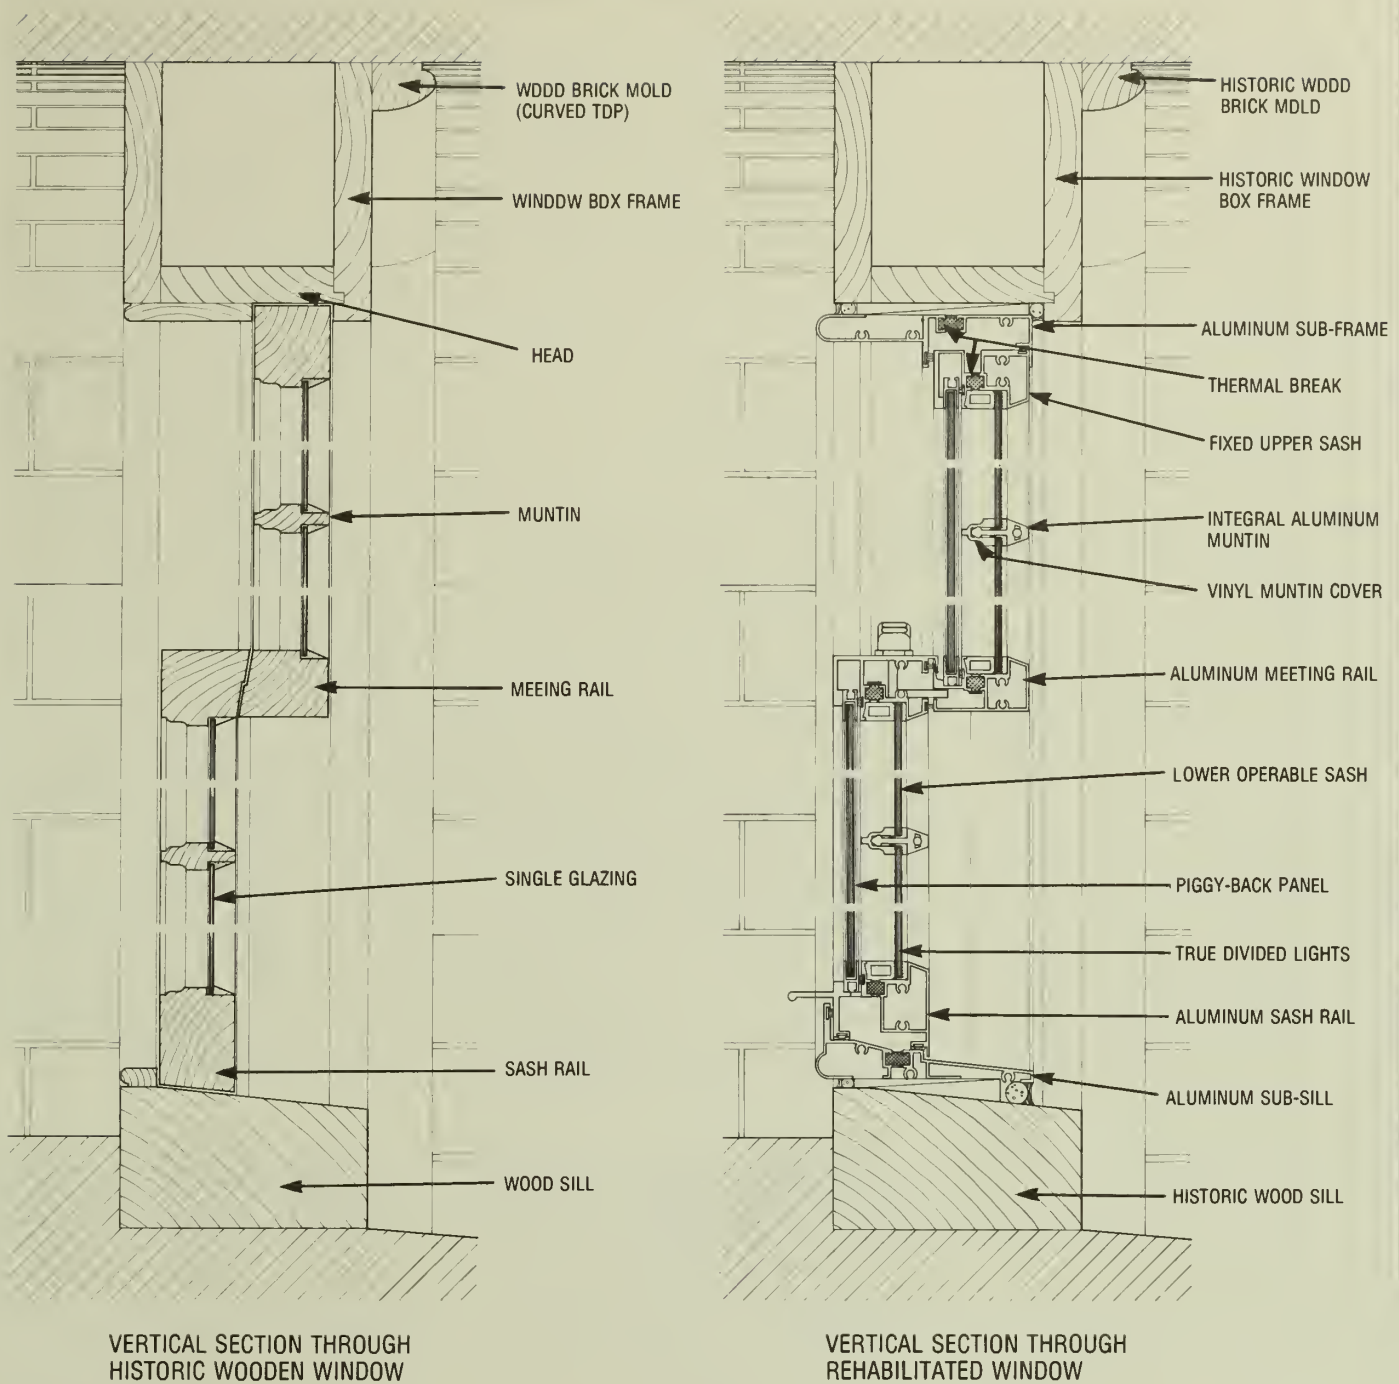 WDDD BRICK MOLD
(CURVED TDP)
WINDDW BDX FRAME
HEAD
MUNTIN
MEEING RAIL
SINGLE GLAZING
SASH RAIL
WOOD SILL
VERTICAL SECTION THROUGH
HISTORIC WOODEN WINDOW
HISTORIC WDDD
BRICK MDLD
HISTORIC WINDOW
BOX FRAME
ALUMINUM SUB-FRAME
THERMAL BREAK
FIXED UPPER SASH
INTEGRAL ALUMINUM
MUNTIN
VINYL MUNTIN CDVER
ALUMINUM MEETING RAIL
LOWER OPERABLE SASH
PIGGY-BACK PANEL
TRUE DIVIDED LIGHTS
ALUMINUM SASH RAIL
ALUMINUM SUB-SILL
HISTORIC WOOD SILL
VERTICAL SECTION THROUGH
REHABILITATED WINDOW